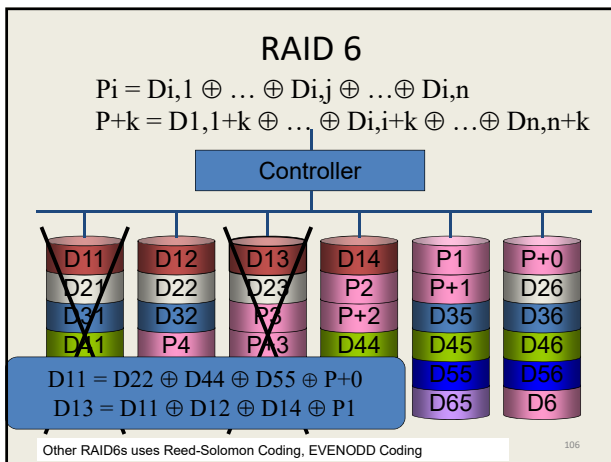 RAID 6
Pi = Di,1 ⊕ … ⊕ Di,j ⊕ …⊕ Di,n
P+k = D1,1+k ⊕ … ⊕ Di,i+k ⊕ …⊕ Dn,n+k
Controller
D11 D12 D13 D14 P1 P+0
D21 D22 D23 P2 P+1 D26
D31 D32 P3 P+2 D35 D36
D41 P4 P+3 D44 D45 D46
D11 = D22 ⊕ D44 ⊕ D55 ⊕ P+0
D55 D56
D13 = D11 ⊕ D12 ⊕ D14 ⊕ P1
D65 D6
Other RAID6s uses Reed-Solomon Coding, EVENODD Coding
106